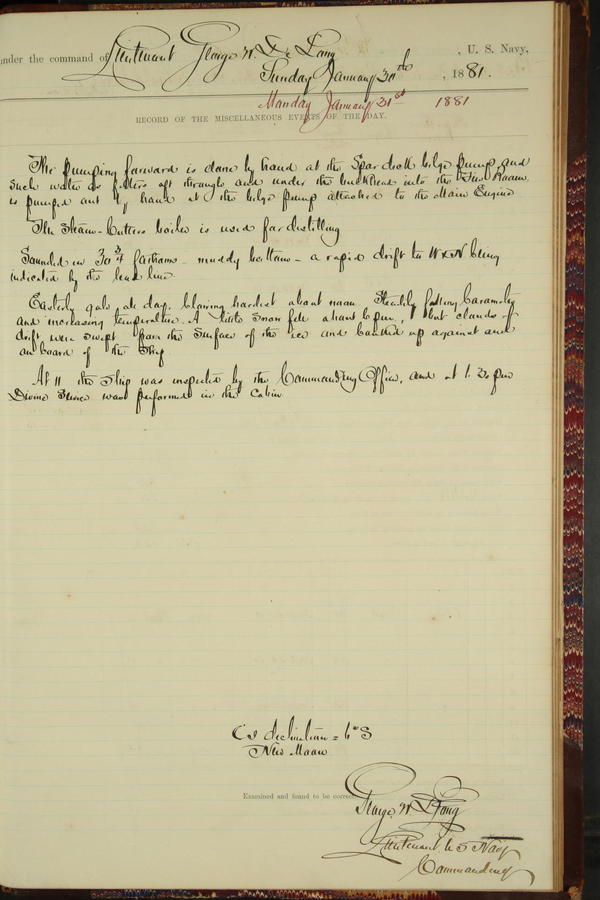 under the command of Lieutenant George W. De Long, U. S. Navy,
Sunday, January 30th, 1881.
Monday January 31st 1881
RECORD OF THE MISCELLANEOUS EVENTS OF THE DAY.
The pumping forward is done by hand at the Spar deck bilge pump, and
such water as filters aft through and under the bulkhead into the Fire Room
is pumped out by hand at the bilge pump attached to the Main Engine
The Steam-Cutters boiler is used for distilling
Sounded in 30 3/4 fathoms - muddy bottom - a rapid drift to W x N being
indicated by the lead line.
Easterly gale all day, blowing hardest about noon. Steadily falling barometer
and increasing temperature. A little snow fell about 6 pm, but clouds of
drift were swept from the surface of the ice and banked up against and
on board of the Ship
At 11 the Ship was inspected by the Commanding Officer, and at 1.30 pm
Divine Service was performed in the Cabin
declination = 6° S
New Moon
Examined and found to be correct.
George W. De Long
Lieutenant U S Navy
Commanding